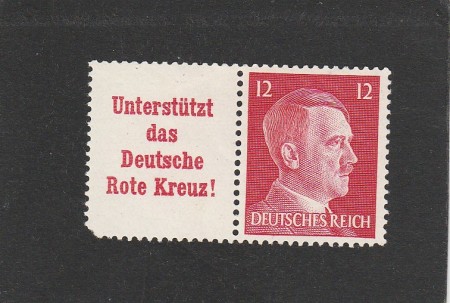 Unterstützt
das
Deutsche
Rote Kreuz!
12 12
DEUTSCHES REICH